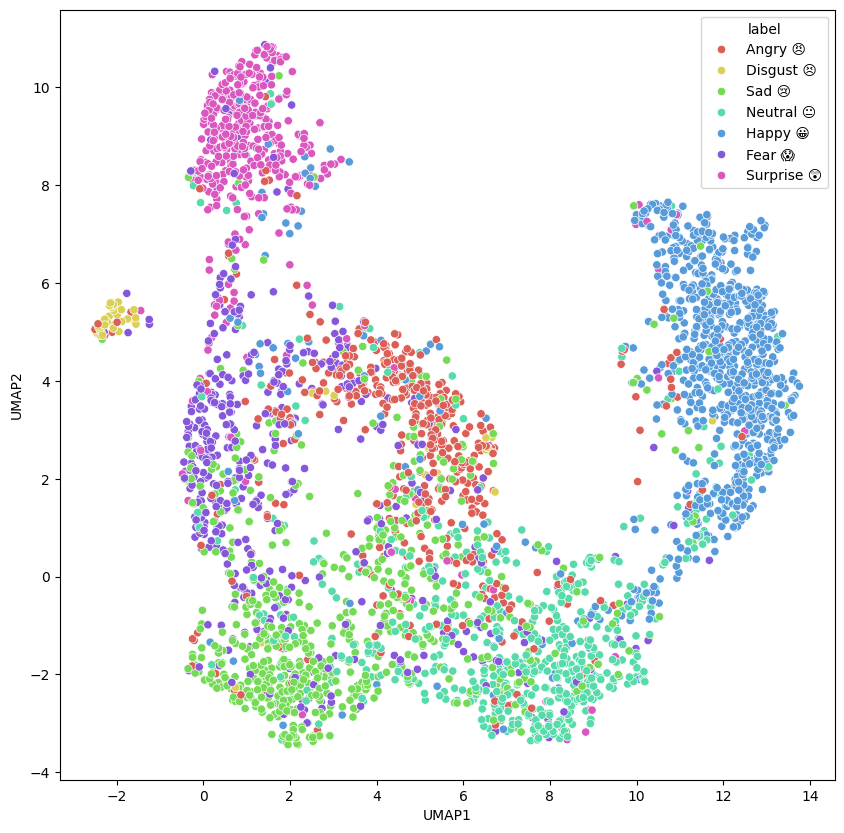 label
Angry 😠
Disgust 😣
Sad 😢
Neutral 😐
Happy 😀
Fear 😱
Surprise 😲
10
8
6
4
2
0
−2
−4
UMAP2
−2
0
2
4
6
8
10
12
14
UMAP1